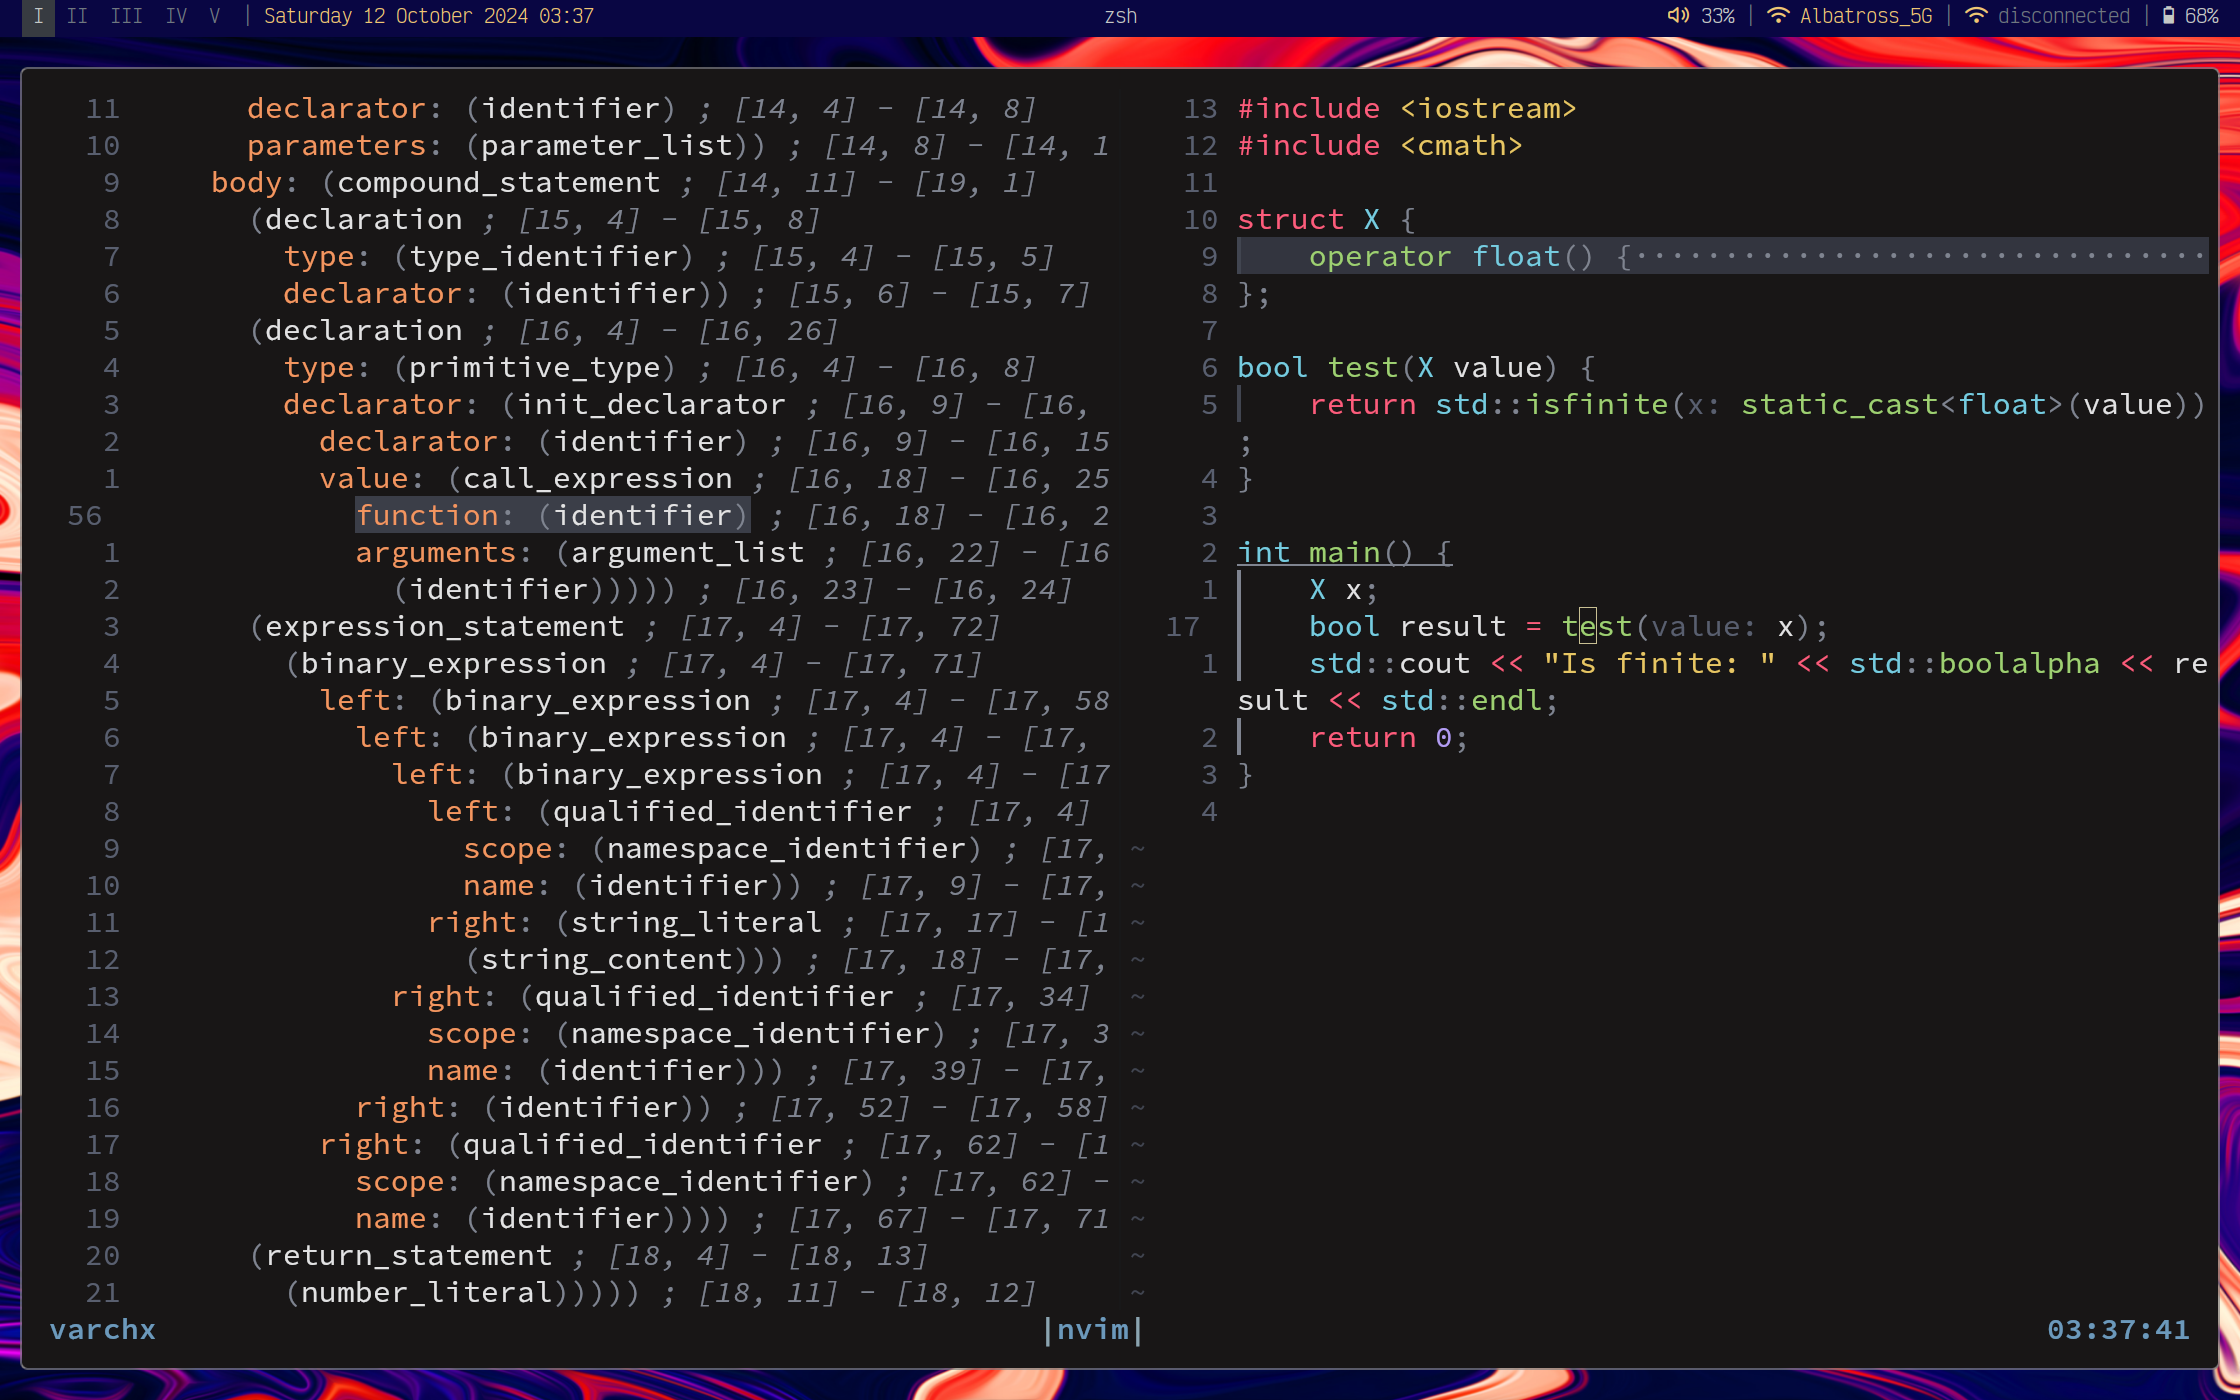 I II III IV V | Saturday 12 October 2024 03:37
zsh
33% | Albatross_5G | disconnected | 68%
11 declarator: (identifier) ; [14, 4] - [14, 8]
10 parameters: (parameter_list)) ; [14, 8] - [14, 1
9 body: (compound_statement ; [14, 11] - [19, 1]
8 (declaration ; [15, 4] - [15, 8]
7 type: (type_identifier) ; [15, 4] - [15, 5]
6 declarator: (identifier)) ; [15, 6] - [15, 7]
5 (declaration ; [16, 4] - [16, 26]
4 type: (primitive_type) ; [16, 4] - [16, 8]
3 declarator: (init_declarator ; [16, 9] - [16,
2 declarator: (identifier) ; [16, 9] - [16, 15
1 value: (call_expression ; [16, 18] - [16, 25
56 function: (identifier) ; [16, 18] - [16, 2
1 arguments: (argument_list ; [16, 22] - [16
2 (identifier))))) ; [16, 23] - [16, 24]
3 (expression_statement ; [17, 4] - [17, 72]
4 (binary_expression ; [17, 4] - [17, 71]
5 left: (binary_expression ; [17, 4] - [17, 58
6 left: (binary_expression ; [17, 4] - [17,
7 left: (binary_expression ; [17, 4] - [17
8 left: (qualified_identifier ; [17, 4]
9 scope: (namespace_identifier) ; [17,
10 name: (identifier)) ; [17, 9] - [17,
11 right: (string_literal ; [17, 17] - [1
12 (string_content))) ; [17, 18] - [17,
13 right: (qualified_identifier ; [17, 34]
14 scope: (namespace_identifier) ; [17, 3
15 name: (identifier))) ; [17, 39] - [17,
16 right: (identifier)) ; [17, 52] - [17, 58]
17 right: (qualified_identifier ; [17, 62] - [1
18 scope: (namespace_identifier) ; [17, 62] -
19 name: (identifier)))) ; [17, 67] - [17, 71
20 (return_statement ; [18, 4] - [18, 13]
21 (number_literal))))) ; [18, 11] - [18, 12]
13 #include <iostream>
12 #include <cmath>
11
10 struct X {
9 operator float() {································
8 };
7
6 bool test(X value) {
5 return std::isfinite(x: static_cast<float>(value))
;
4 }
3
2 int main() {
1 X x;
17 bool result = test(value: x);
1 std::cout << "Is finite: " << std::boolalpha << re
sult << std::endl;
2 return 0;
3 }
4
~
~
~
~
~
~
~
~
~
~
~
~
~
varchx
|nvim|
03:37:41